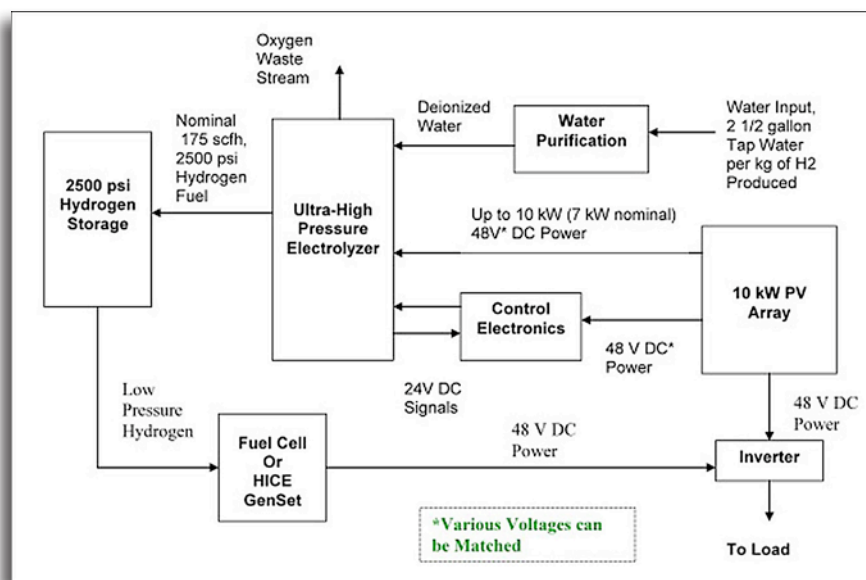 Oxygen
Waste
Stream
Nominal
175 scfh,
2500 psi
Hydrogen
Fuel
Deionized
Water
Water
Purification
Water Input,
2 1/2 gallon
Tap Water
per kg of H2
Produced
2500 psi
Hydrogen
Storage
Ultra-High
Pressure
Electrolyzer
Up to 10 kW (7 kW nominal)
48V* DC Power
10 kW PV
Array
Control
Electronics
48 V DC*
Power
24V DC
Signals
Low
Pressure
Hydrogen
Fuel Cell
Or
HICE
GenSet
48 V DC
Power
48 V DC
Power
Inverter
*Various Voltages can
be Matched
To Load